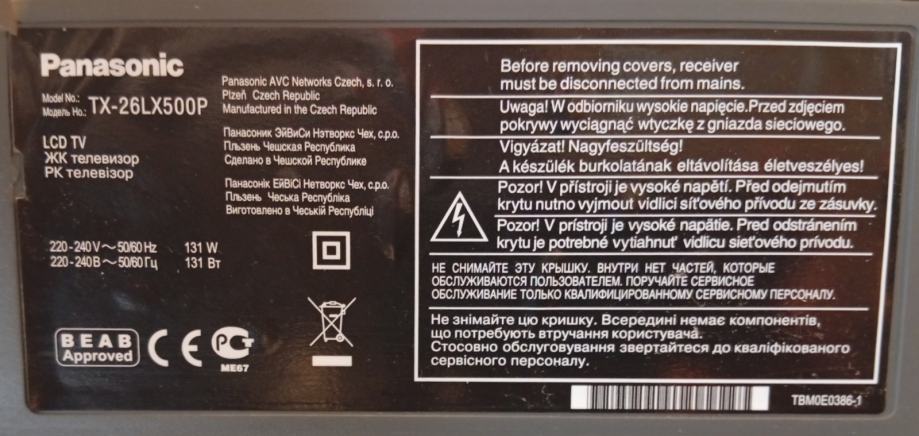 Panasonic
Model No.:
Модель Но.:
TX-26LX500P
LCD TV
ЖК телевизор
РК телевізор
Panasonic AVC Networks Czech, s. r. o.
Plzeň Czech Republic
Manufactured in the Czech Republic
Панасоник ЭйВиСи Нэтворкс Чех, с.р.о.
Пльзень Чешская Республика
Сделано в Чешской Республике
Панасонік ЕйВіСі Нетворкс Чех, с.р.о.
Пльзень Чеська Республіка
Виготовлено в Чеській Республіці
220-240 V ~ 50/60 Hz 131 W
220-240 В ~ 50/60 Гц 131 Вт
BEAB
Approved
CE
PCT
ME67
Before removing covers, receiver
must be disconnected from mains.
Uwaga! W odbiorniku wysokie napięcie.Przed zdjęciem
pokrywy wyciągnąć wtyczkę z gniazda sieciowego.
Vigyázat! Nagyfeszültség!
A készülék burkolatának eltávolítása életveszélyes!
Pozor! V přístroji je vysoké napětí. Před odejmutím
krytu nutno vyjmout vidlici síťového přívodu ze zásuvky.
Pozor! V prístroji je vysoké napätie. Pred odstránením
krytu je potrebné vytiahnuť vidlicu sieťového prívodu.
НЕ СНИМАЙТЕ ЭТУ КРЫШКУ. ВНУТРИ НЕТ ЧАСТЕЙ, КОТОРЫЕ
ОБСЛУЖИВАЮТСЯ ПОЛЬЗОВАТЕЛЕМ. ПОРУЧАЙТЕ СЕРВИСНОЕ
ОБСЛУЖИВАНИЕ ТОЛЬКО КВАЛИФИЦИРОВАННОМУ СЕРВИСНОМУ ПЕРСОНАЛУ.
Не знімайте цю кришку. Всередині немає компонентів,
що потребують втручання користувача.
Стосовно обслуговування звертайтеся до кваліфікованого
сервісного персоналу.
TBM0E0386-1